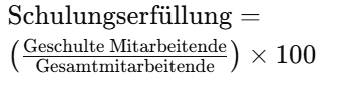 Schulungserfüllung =
(Geschulte Mitarbeitende / Gesamtmitarbeitende) × 100